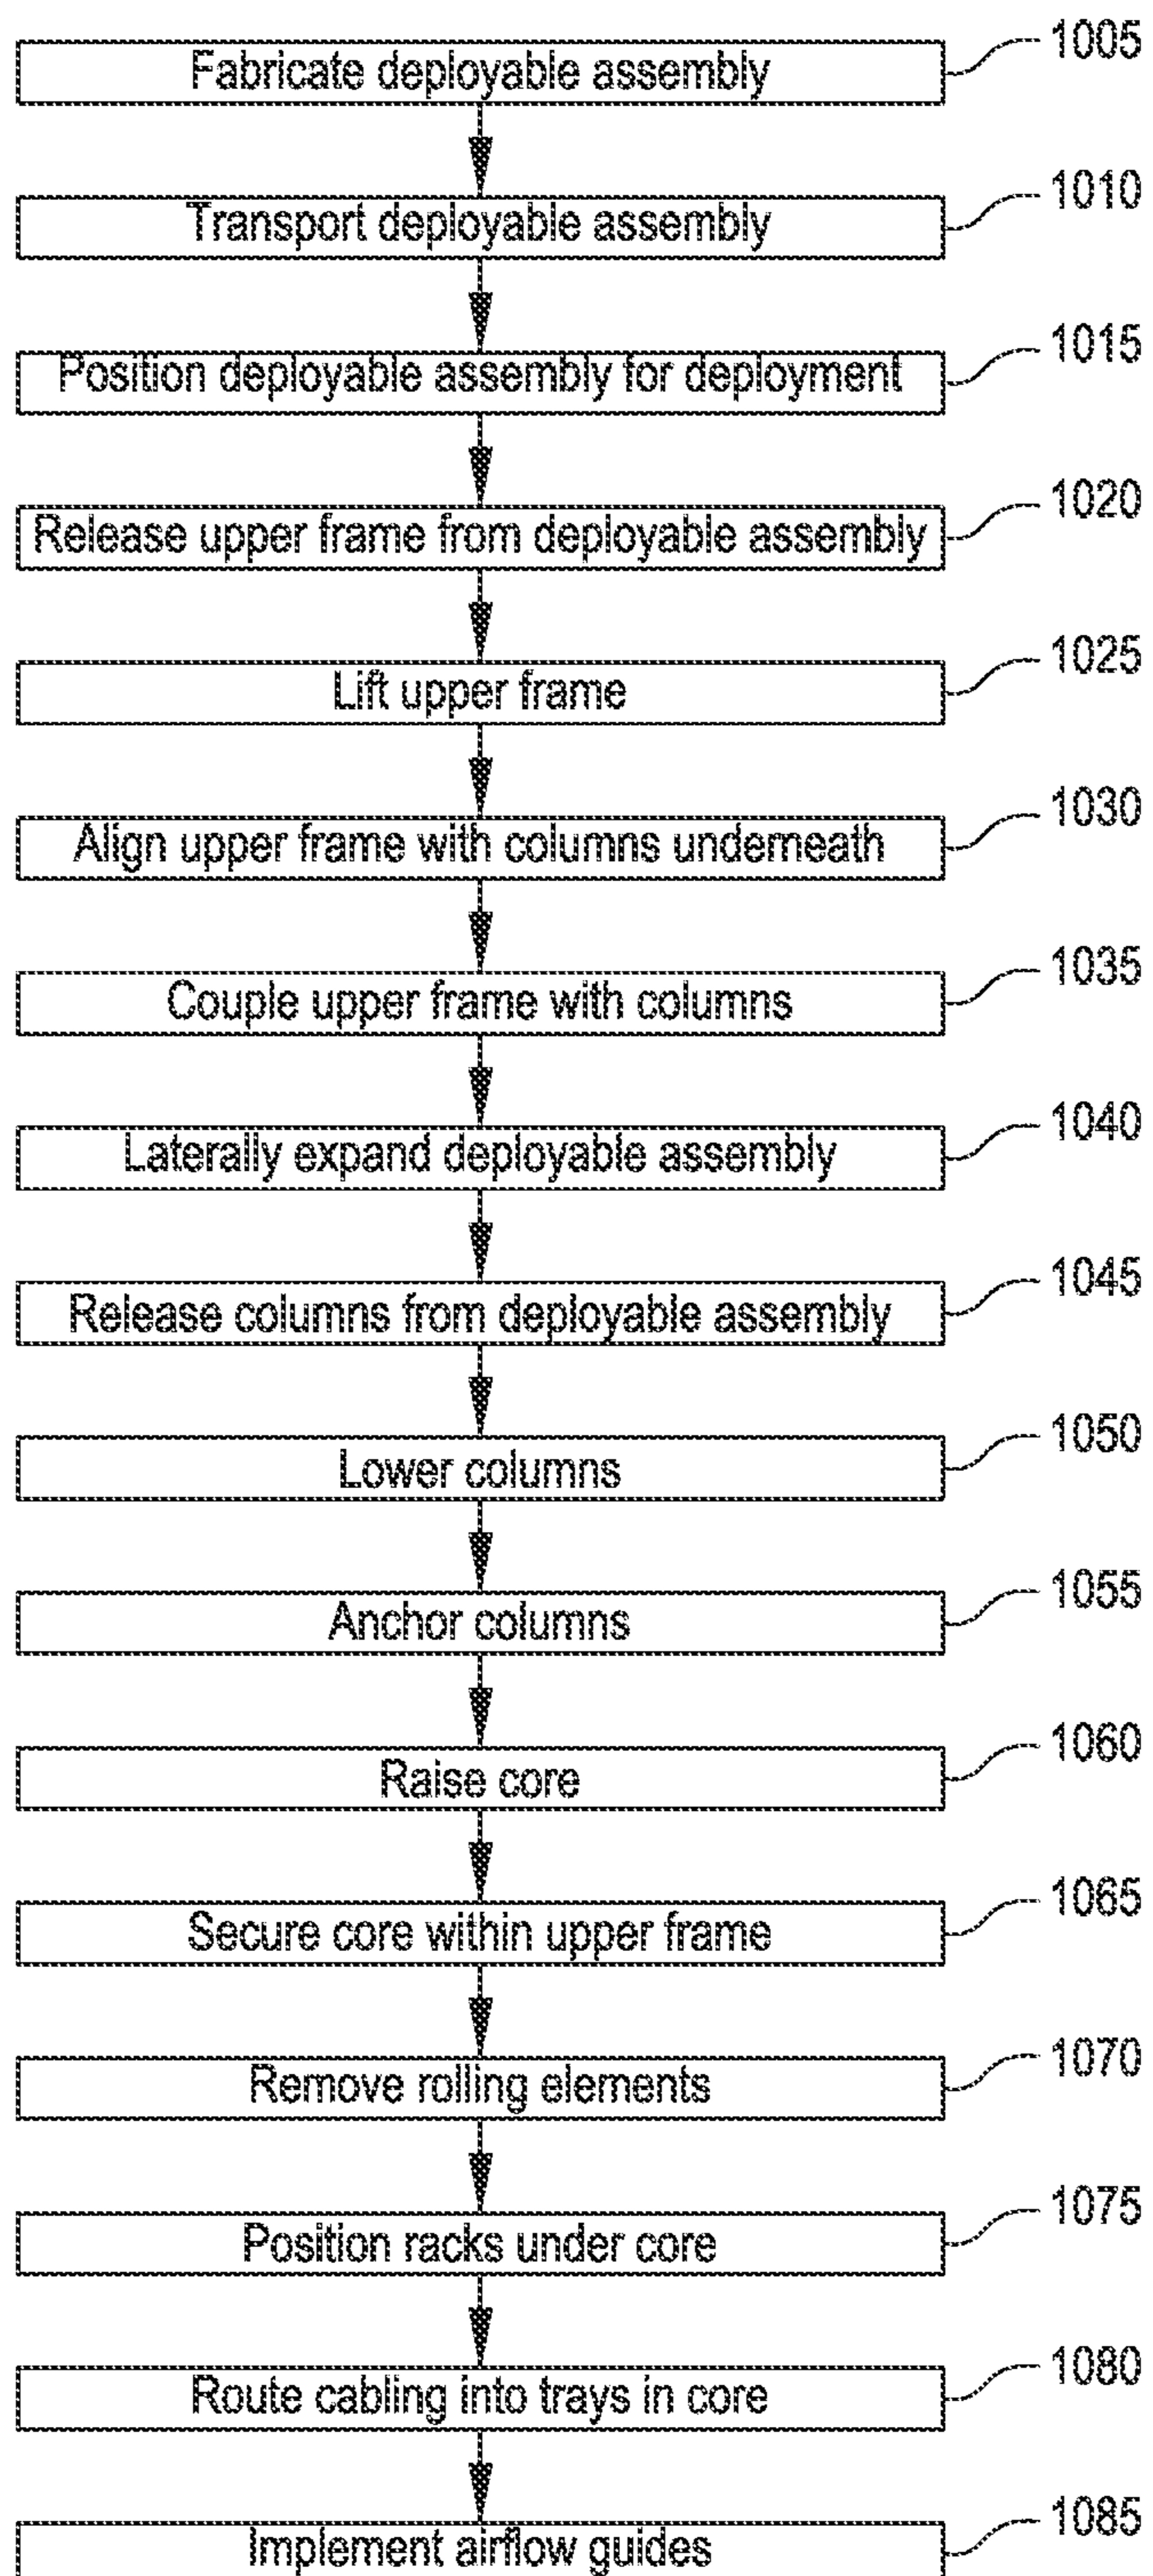 Fabricate deployable assembly 1005
Transport deployable assembly 1010
Position deployable assembly for deployment 1015
Release upper frame from deployable assembly 1020
Lift upper frame 1025
Align upper frame with columns underneath 1030
Couple upper frame with columns 1035
Laterally expand deployable assembly 1040
Release columns from deployable assembly 1045
Lower columns 1050
Anchor columns 1055
Raise core 1060
Secure core within upper frame 1065
Remove rolling elements 1070
Position racks under core 1075
Route cabling into trays in core 1080
Implement airflow guides 1085